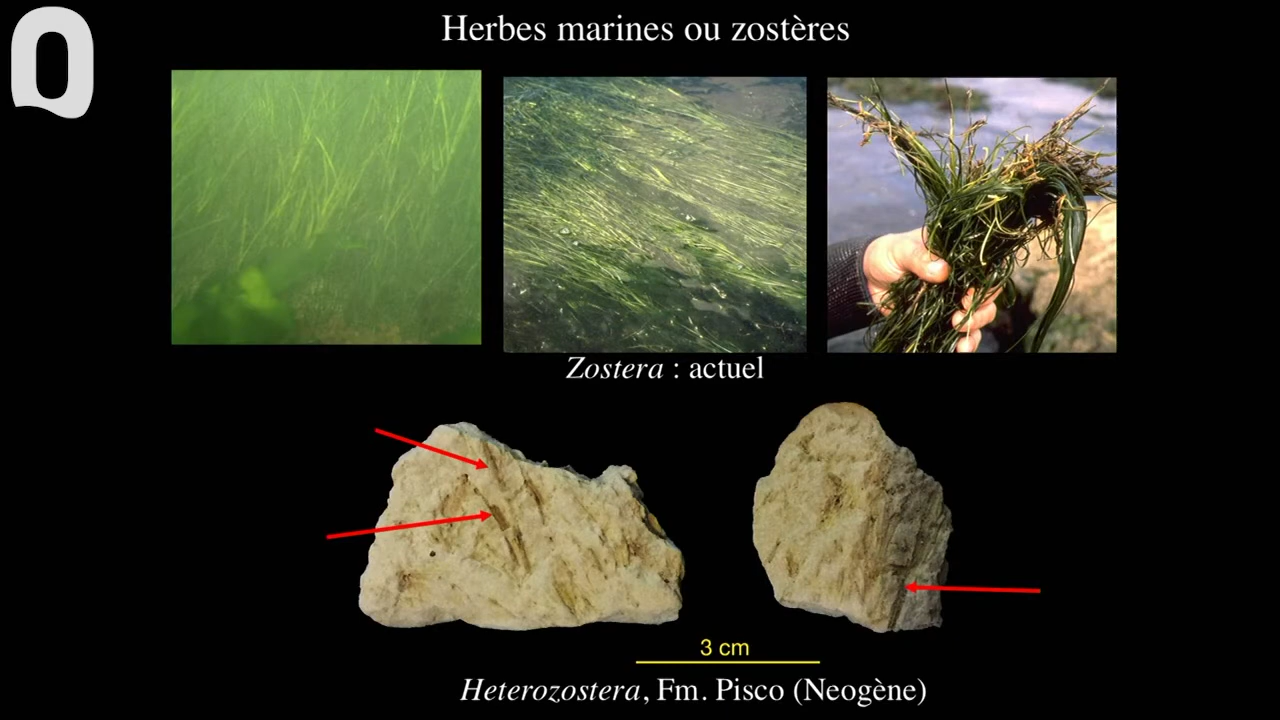 Herbes marines ou zostères
Zostera : actuel
3 cm
Heterozostera, Fm. Pisco (Neogène)